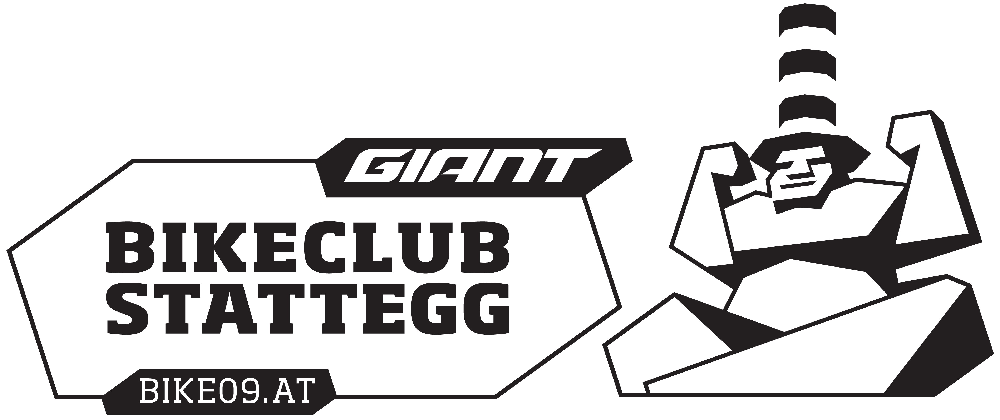 GIANT
BIKECLUB
STATTEGG
BIKE09.AT